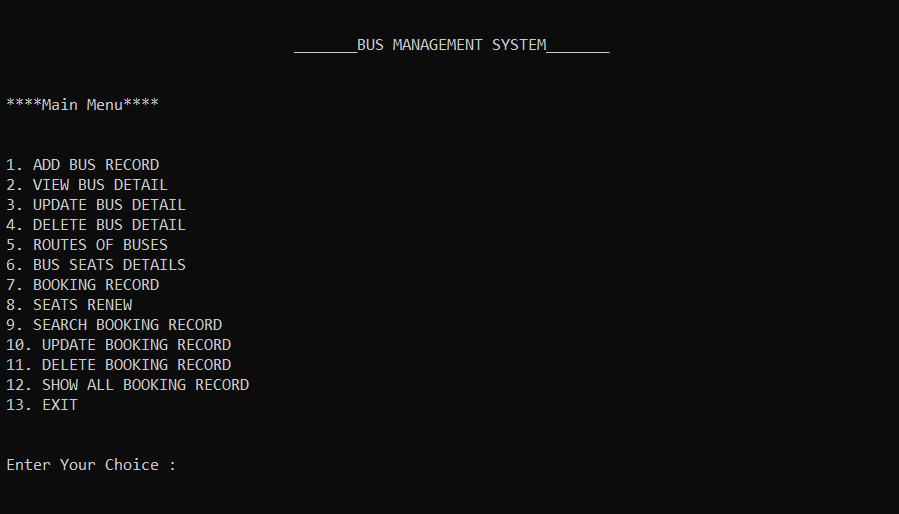 _______BUS MANAGEMENT SYSTEM_______
****Main Menu****
1. ADD BUS RECORD
2. VIEW BUS DETAIL
3. UPDATE BUS DETAIL
4. DELETE BUS DETAIL
5. ROUTES OF BUSES
6. BUS SEATS DETAILS
7. BOOKING RECORD
8. SEATS RENEW
9. SEARCH BOOKING RECORD
10. UPDATE BOOKING RECORD
11. DELETE BOOKING RECORD
12. SHOW ALL BOOKING RECORD
13. EXIT
Enter Your Choice :